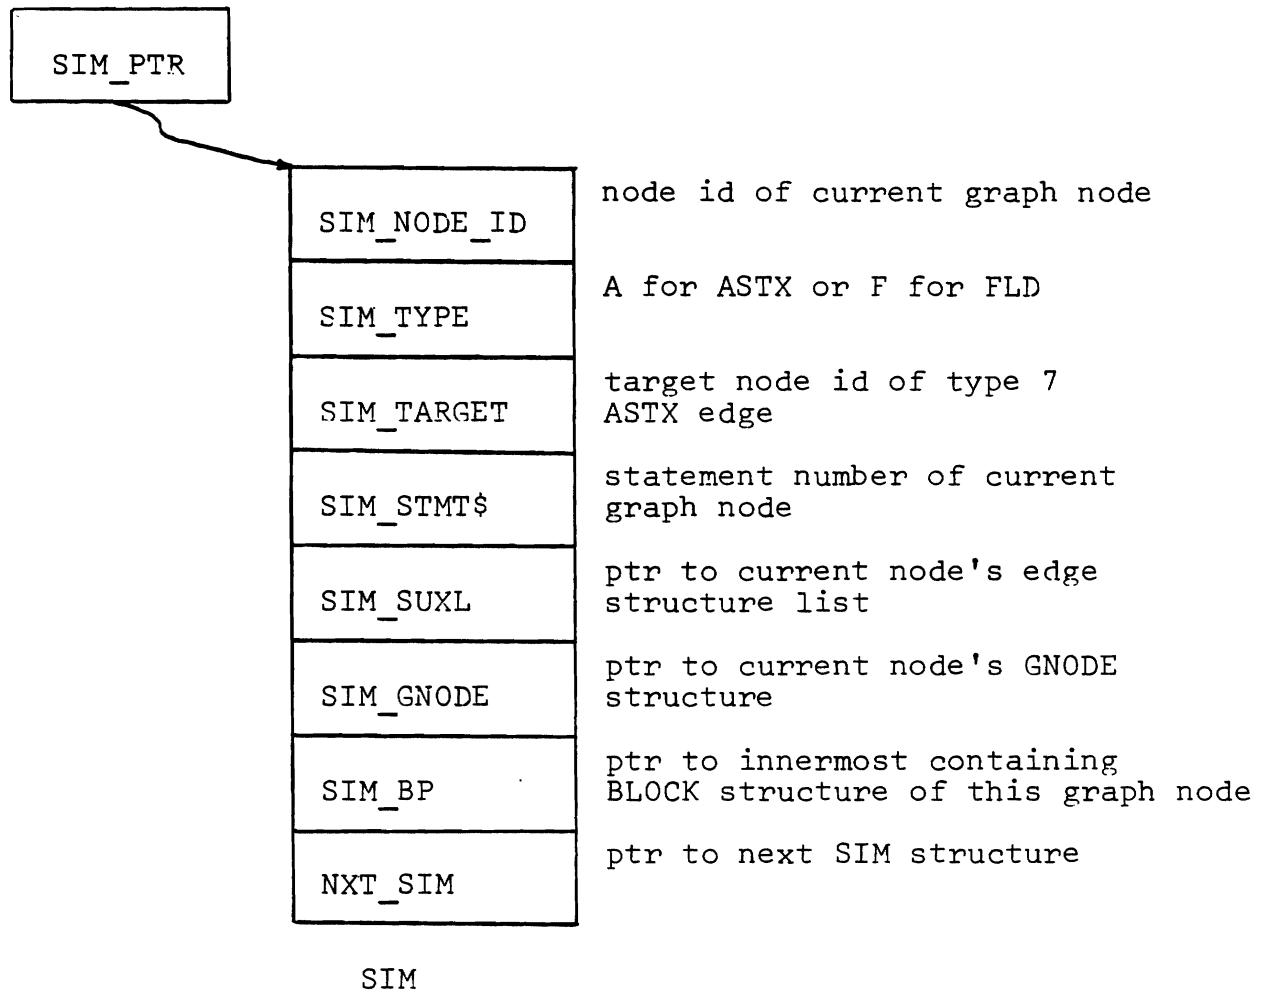 SIM_PTR
node id of current graph node
SIM_NODE_ID
A for ASTX or F for FLD
SIM_TYPE
target node id of type 7
ASTX edge
SIM_TARGET
statement number of current
graph node
SIM_STMT$
ptr to current node's edge
structure list
SIM_SUXL
ptr to current node's GNODE
structure
SIM_GNODE
ptr to innermost containing
BLOCK structure of this graph node
SIM_BP
ptr to next SIM structure
NXT_SIM
SIM